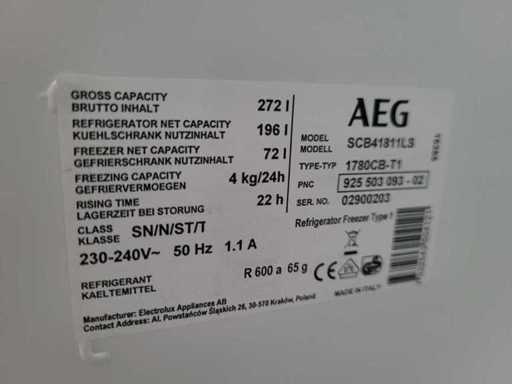 GROSS CAPACITY
BRUTTO INHALT 272 l
REFRIGERATOR NET CAPACITY
KUEHLSCHRANK NUTZINHALT 196 l
FREEZER NET CAPACITY
GEFRIERSCHRANK NUTZINHALT 72 l
FREEZING CAPACITY
GEFRIERVERMOEGEN 4 kg/24h
RISING TIME
LAGERZEIT BEI STORUNG 22 h
CLASS
KLASSE SN/N/ST/T
230-240V~ 50 Hz 1.1 A
REFRIGERANT
KAELTEMITTEL R 600 a 65 g
Manufacturer: Electrolux Appliances AB
Contact Address: Al. Powstańców Śląskich 26, 30-570 Kraków, Poland
AEG
MODEL
MODELL SCB41811LS
TYPE-TYP 1780CB-T1
PNC 925 503 093 - 02
SER. NO. 02900203
Refrigerator Freezer Type 1
CE
MADE IN ITALY